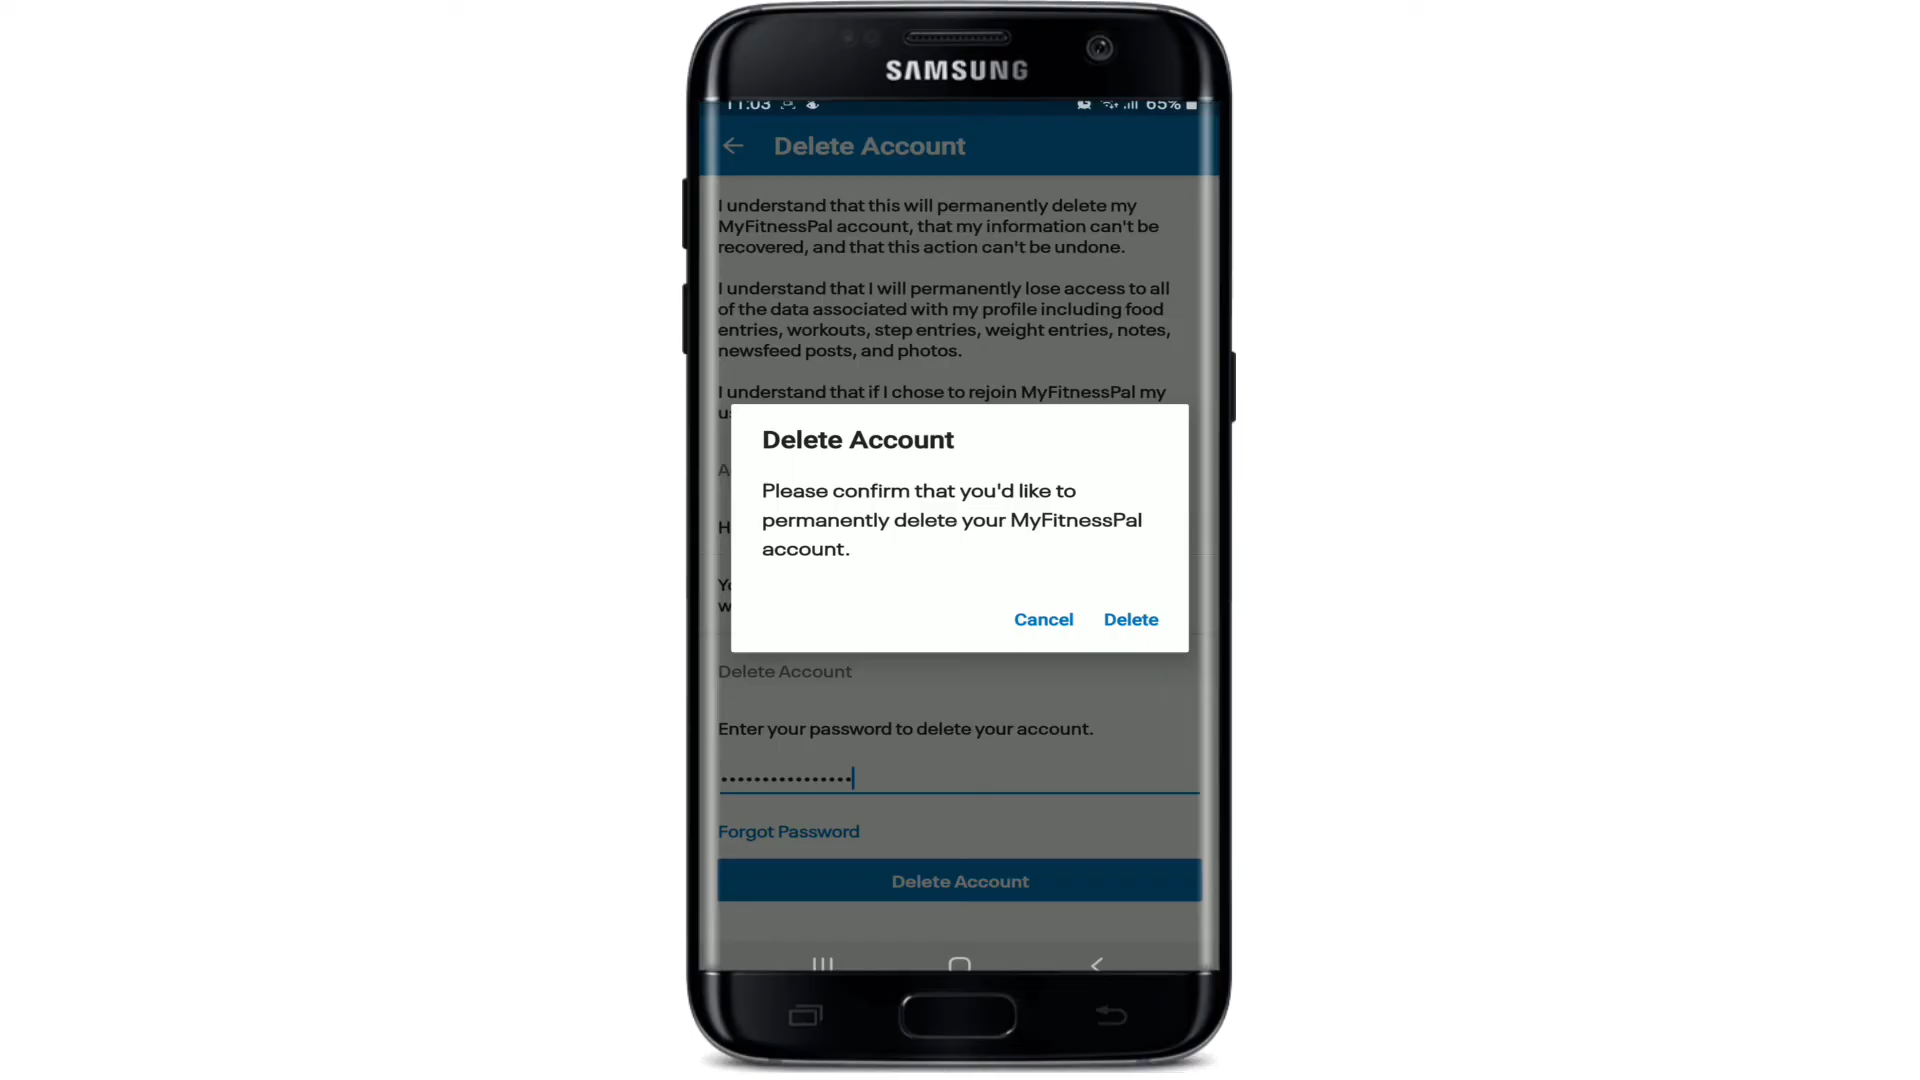 SAMSUNG
11:03 65%
Delete Account
I understand that this will permanently delete my
MyFitnessPal account, that my information can't be
recovered, and that this action can't be undone.
I understand that I will permanently lose access to all
of the data associated with my profile including food
entries, workouts, step entries, weight entries, notes,
newsfeed posts, and photos.
I understand that if I chose to rejoin MyFitnessPal my
Delete Account
Please confirm that you'd like to
permanently delete your MyFitnessPal
account.
Cancel Delete
Delete Account
Enter your password to delete your account.
Forgot Password
Delete Account